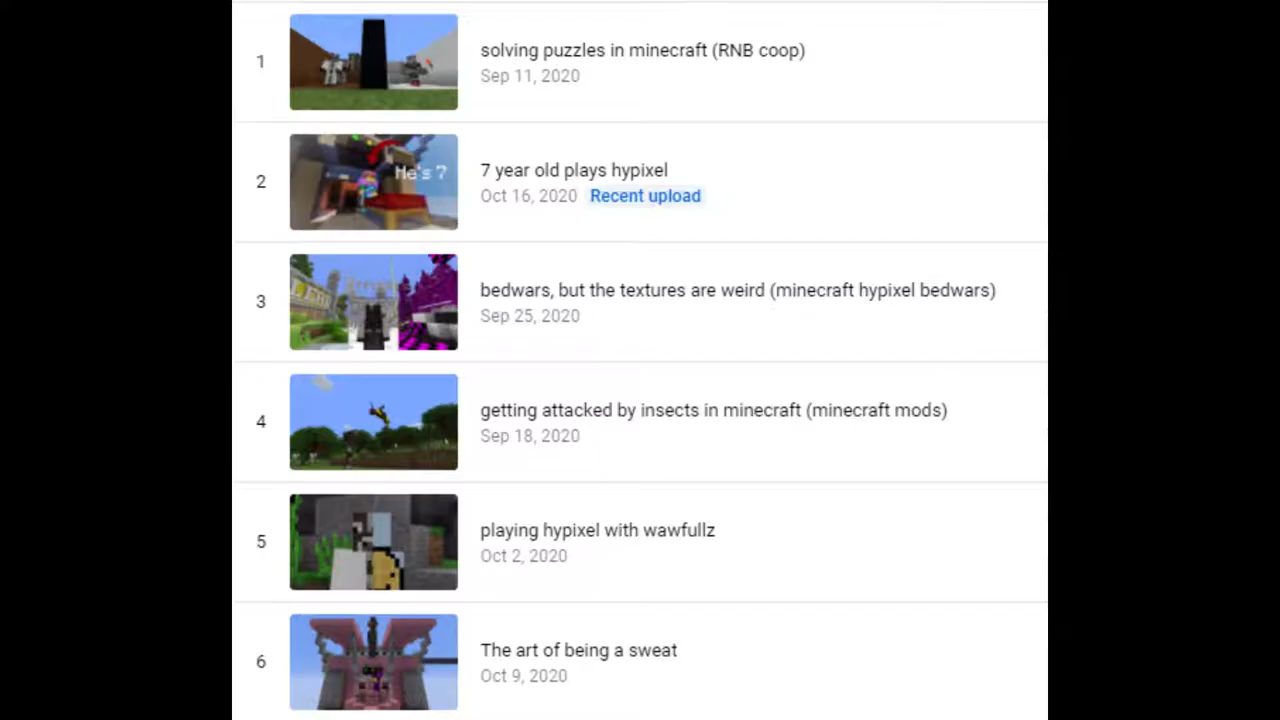 1
solving puzzles in minecraft (RNB coop)
Sep 11, 2020
2
He's 7
7 year old plays hypixel
Oct 16, 2020 Recent upload
3
bedwars, but the textures are weird (minecraft hypixel bedwars)
Sep 25, 2020
4
getting attacked by insects in minecraft (minecraft mods)
Sep 18, 2020
5
playing hypixel with wawfullz
Oct 2, 2020
6
The art of being a sweat
Oct 9, 2020